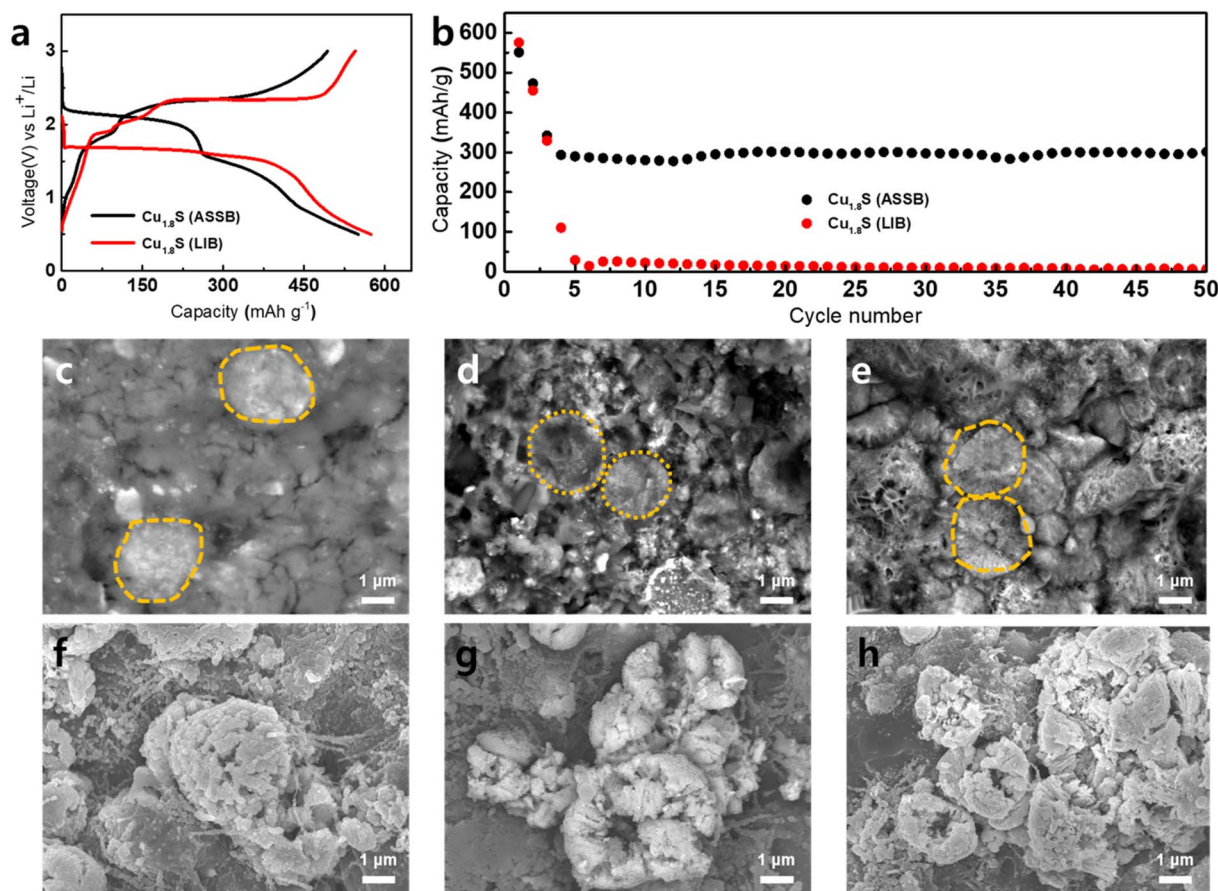 a
Voltage(V) vs Li⁺/Li
3
2
1
0
0 150 300 450 600
Capacity (mAh g⁻¹)
Cu₁.₈S (ASSB)
Cu₁.₈S (LIB)
b
Capacity (mAh/g)
600
500
400
300
200
100
0
0 5 10 15 20 25 30 35 40 45 50
Cycle number
Cu₁.₈S (ASSB)
Cu₁.₈S (LIB)
c
1 µm
d
1 µm
e
1 µm
f
1 µm
g
1 µm
h
1 µm